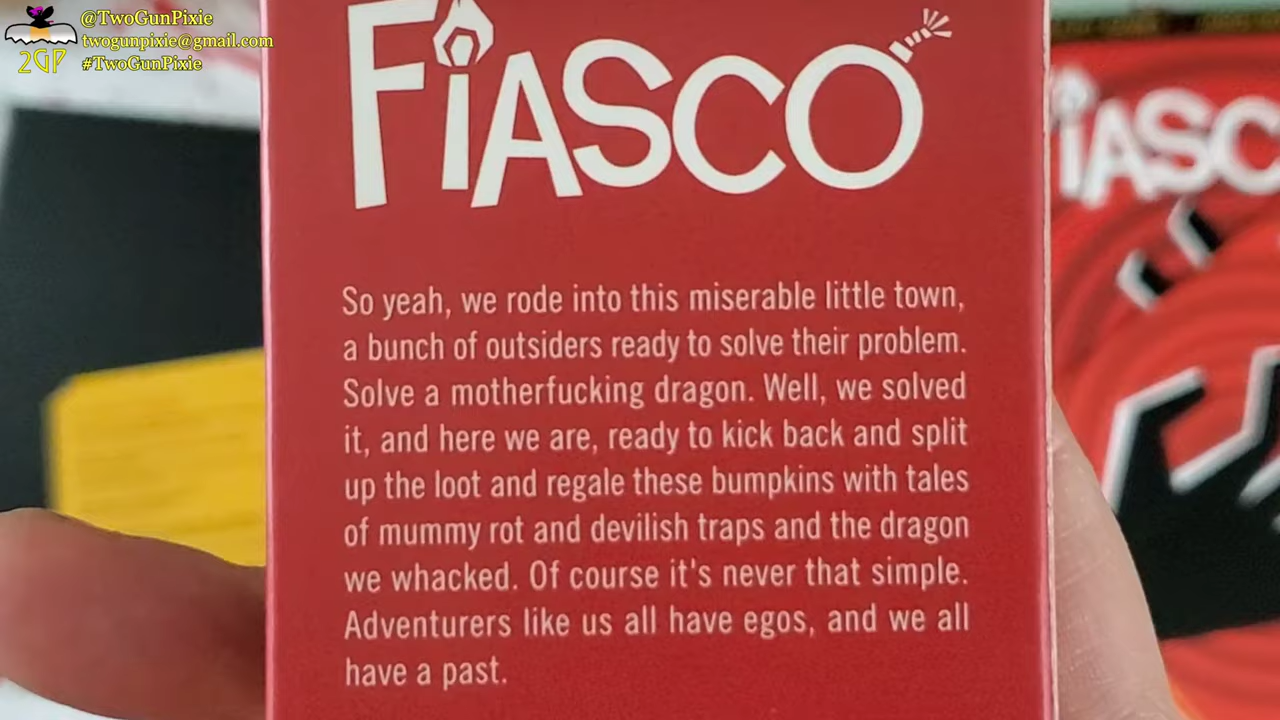 @TwoGunPixie
twogunpixie@gmail.com
2GP
#TwoGunPixie
FiASCO
So yeah, we rode into this miserable little town,
a bunch of outsiders ready to solve their problem.
Solve a motherfucking dragon. Well, we solved
it, and here we are, ready to kick back and split
up the loot and regale these bumpkins with tales
of mummy rot and devilish traps and the dragon
we whacked. Of course it's never that simple.
Adventurers like us all have egos, and we all
have a past.
FiASC